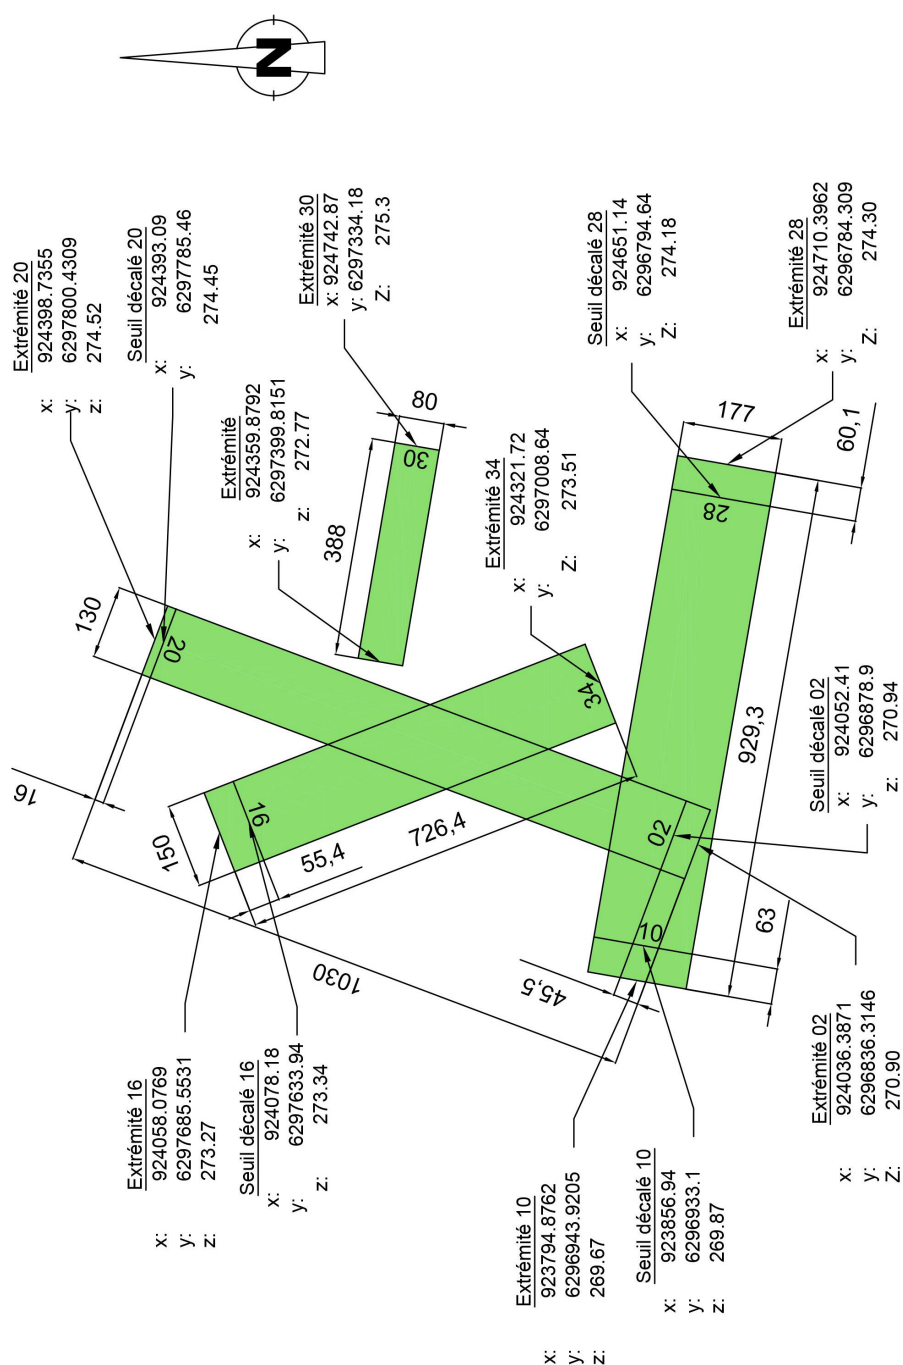 N
Extrémité 20
x: 924398.7355
y: 6297800.4309
z: 274.52
Seuil décalé 20
x: 924393.09
y: 6297785.46
274.45
Extrémité 30
x: 924742.87
y: 6297334.18
Z: 275.3
Extrémité
x: 924359.8792
y: 6297399.8151
z: 272.77
Extrémité 34
x: 924321.72
y: 6297008.64
Z: 273.51
Seuil décalé 28
x: 924651.14
y: 6296794.64
Z: 274.18
Extrémité 28
x: 924710.3962
y: 6296784.309
Z: 274.30
Seuil décalé 02
x: 924052.41
y: 6296878.9
z: 270.94
Extrémité 02
x: 924036.3871
y: 6296836.3146
Z: 270.90
Extrémité 16
x: 924058.0769
y: 6297685.5531
z: 273.27
Seuil décalé 16
x: 924078.18
y: 6297633.94
z: 273.34
Extrémité 10
x: 923794.8762
y: 6296943.9205
z: 269.67
Seuil décalé 10
x: 923856.94
y: 6296933.1
z: 269.87
130
16
20
388
80
30
150
16
55,4
726,4
1030
34
177
60,1
28
929,3
02
10
63
45,5